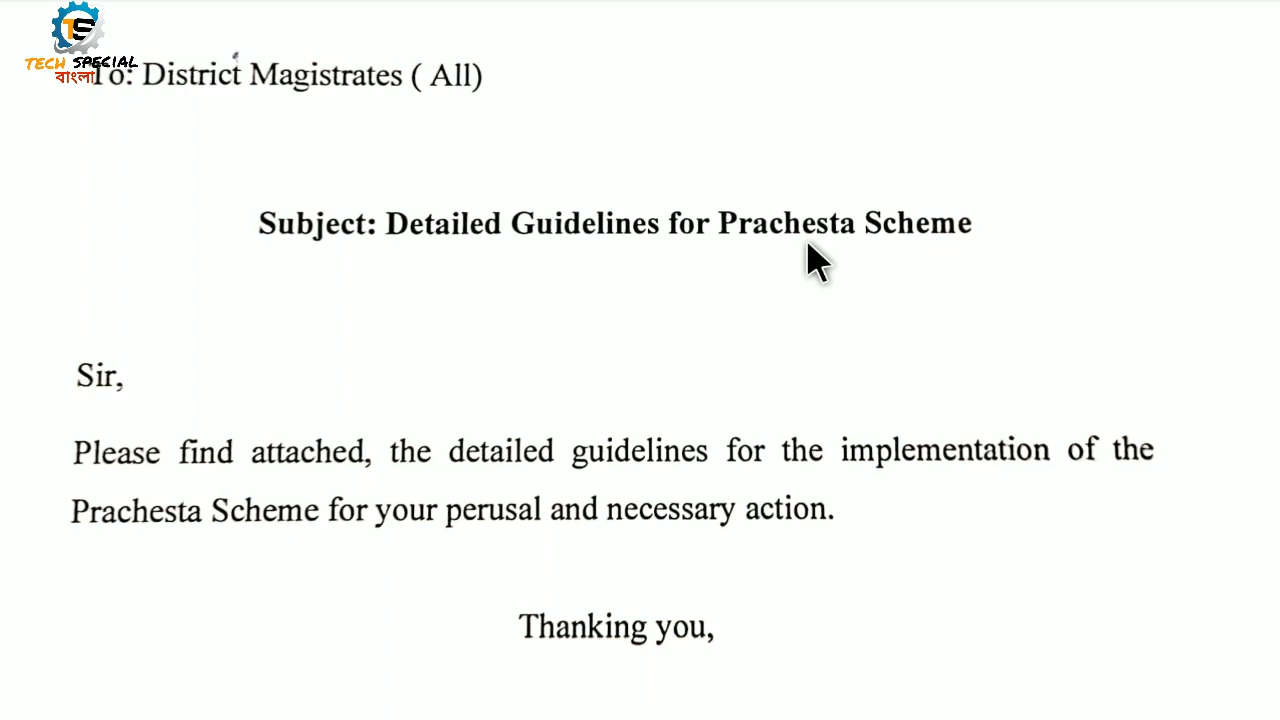 TS
TECH SPECIAL
বাংলা
To: District Magistrates ( All)
Subject: Detailed Guidelines for Prachesta Scheme
Sir,
Please find attached, the detailed guidelines for the implementation of the
Prachesta Scheme for your perusal and necessary action.
Thanking you,